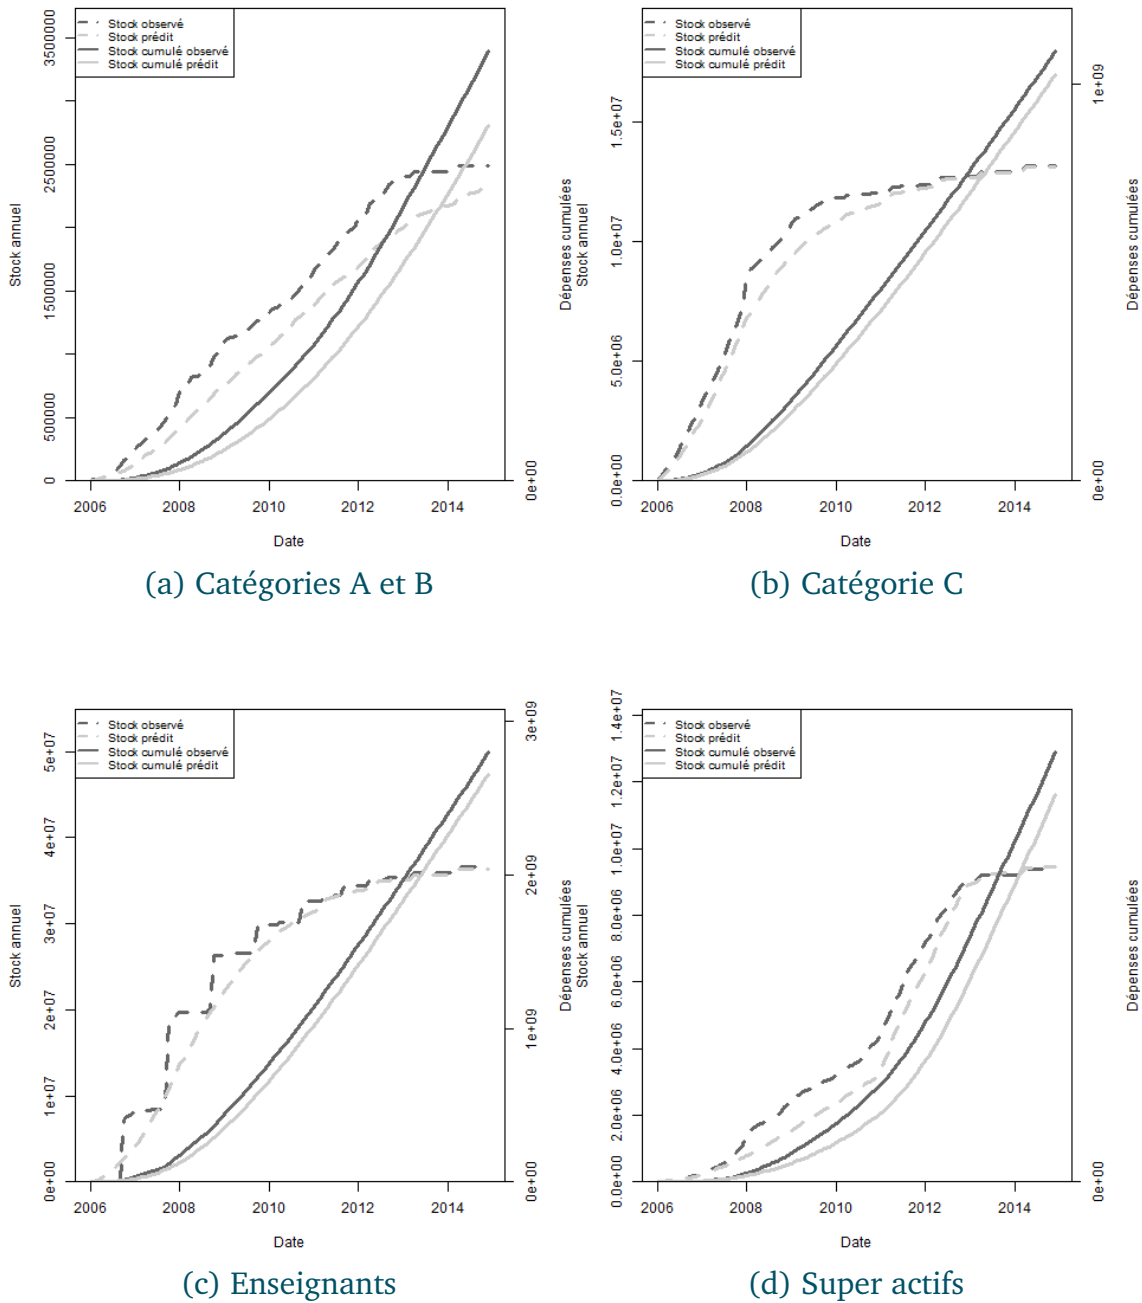 Stock observé
Stock prédit
Stock cumulé observé
Stock cumulé prédit
Stock annuel
0
500000
1500000
2500000
3500000
0e+00
Dépenses cumulées
2006 2008 2010 2012 2014
Date
(a) Catégories A et B
Stock observé
Stock prédit
Stock cumulé observé
Stock cumulé prédit
Stock annuel
0.0e+00
5.0e+06
1.0e+07
1.5e+07
0e+00
1e+09
Dépenses cumulées
2006 2008 2010 2012 2014
Date
(b) Catégorie C
Stock observé
Stock prédit
Stock cumulé observé
Stock cumulé prédit
Stock annuel
0e+00
1e+07
2e+07
3e+07
4e+07
5e+07
0e+00
1e+09
2e+09
3e+09
Dépenses cumulées
2006 2008 2010 2012 2014
Date
(c) Enseignants
Stock observé
Stock prédit
Stock cumulé observé
Stock cumulé prédit
Stock annuel
0.0e+00
2.0e+06
4.0e+06
6.0e+06
8.0e+06
1.0e+07
1.2e+07
1.4e+07
0e+00
Dépenses cumulées
2006 2008 2010 2012 2014
Date
(d) Super actifs